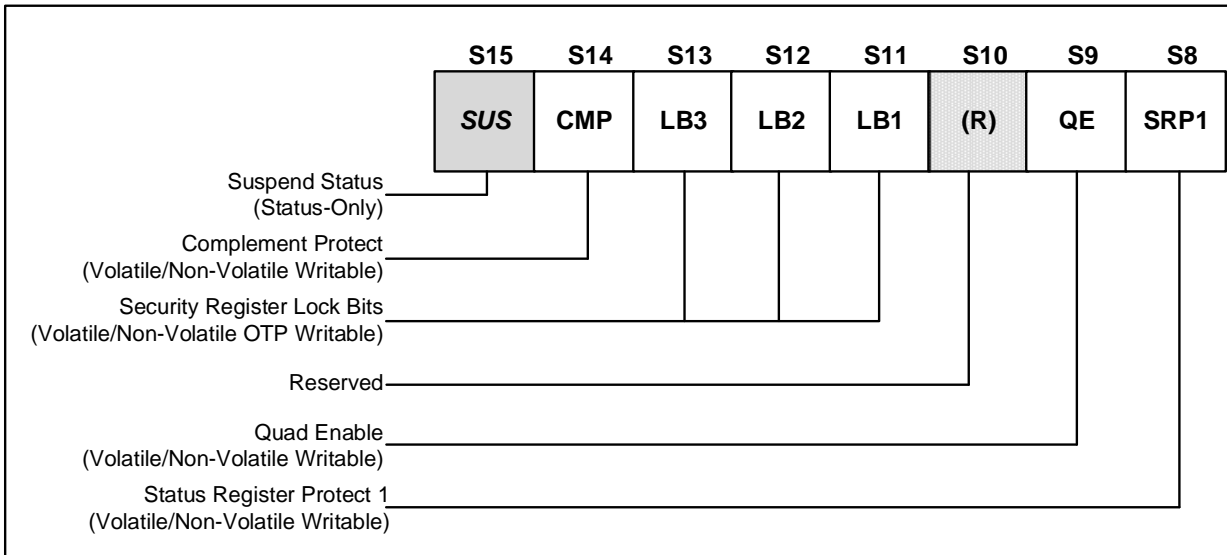 S15 S14 S13 S12 S11 S10 S9 S8
SUS CMP LB3 LB2 LB1 (R) QE SRP1
Suspend Status
(Status-Only)
Complement Protect
(Volatile/Non-Volatile Writable)
Security Register Lock Bits
(Volatile/Non-Volatile OTP Writable)
Reserved
Quad Enable
(Volatile/Non-Volatile Writable)
Status Register Protect 1
(Volatile/Non-Volatile Writable)